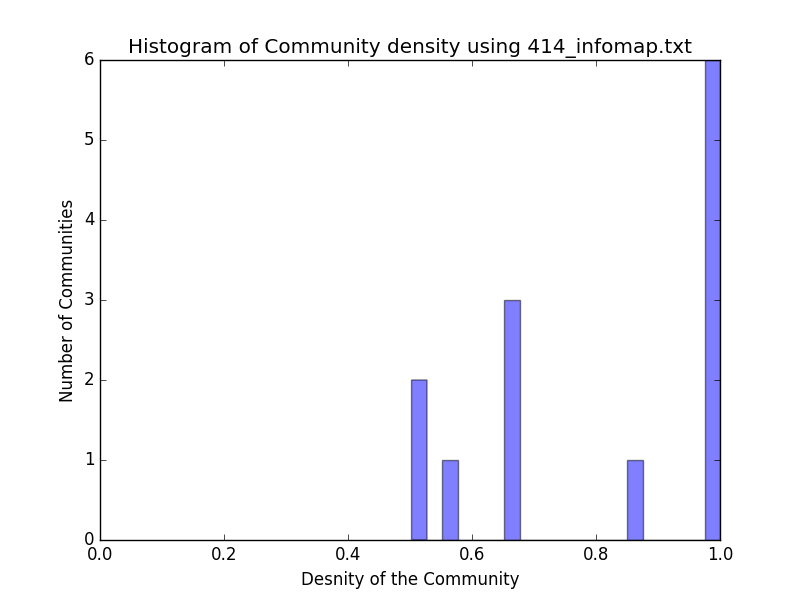 Histogram of Community density using 414_infomap.txt
6
5
4
3
2
1
0
Number of Communities
0.0 0.2 0.4 0.6 0.8 1.0
Desnity of the Community